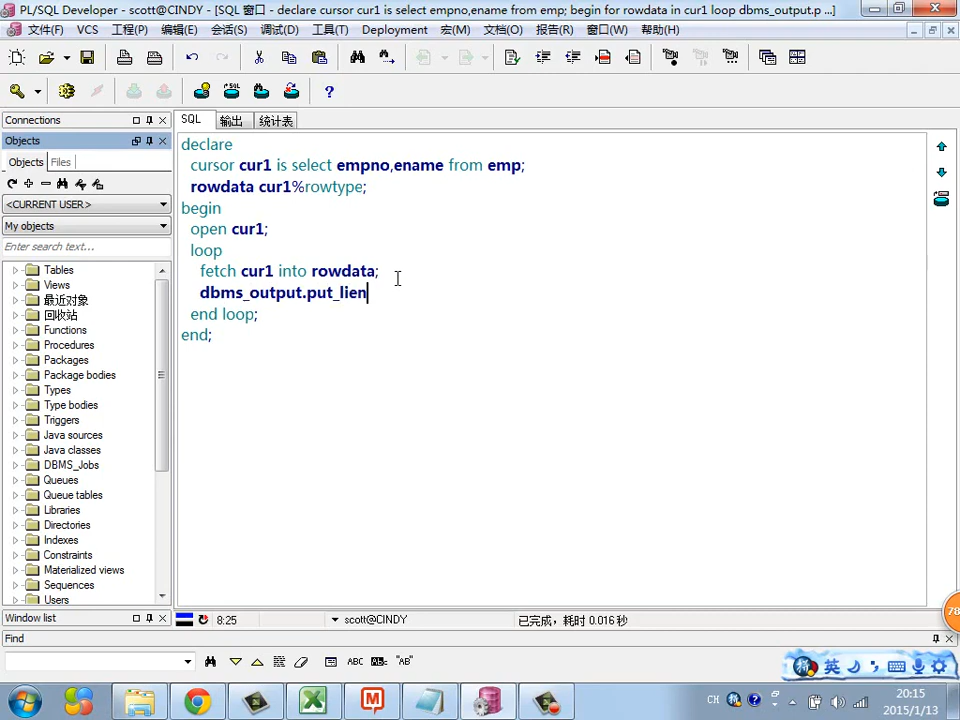 PL/SQL Developer - scott@CINDY - [SQL 窗口 - declare cursor cur1 is select empno,ename from emp; begin for rowdata in cur1 loop dbms_output.p ...]
文件(F) VCS 工程(P) 编辑(E) 会话(S) 调试(D) 工具(T) Deployment 宏(M) 文档(O) 报告(R) 窗口(W) 帮助(H)
Connections
Objects
Objects Files
<CURRENT USER>
My objects
Enter search text...
Tables
Views
最近对象
回收站
Functions
Procedures
Packages
Package bodies
Types
Type bodies
Triggers
Java sources
Java classes
DBMS_Jobs
Queues
Queue tables
Libraries
Directories
Indexes
Constraints
Materialized views
Sequences
Users
SQL 输出 统计表
declare
cursor cur1 is select empno,ename from emp;
rowdata cur1%rowtype;
begin
open cur1;
loop
fetch cur1 into rowdata;
dbms_output.put_lien
end loop;
end;
78
Window list
8:25 scott@CINDY 已完成，耗时 0.016 秒
Find
ABC "AB"
英
CH 20:15
2015/1/13